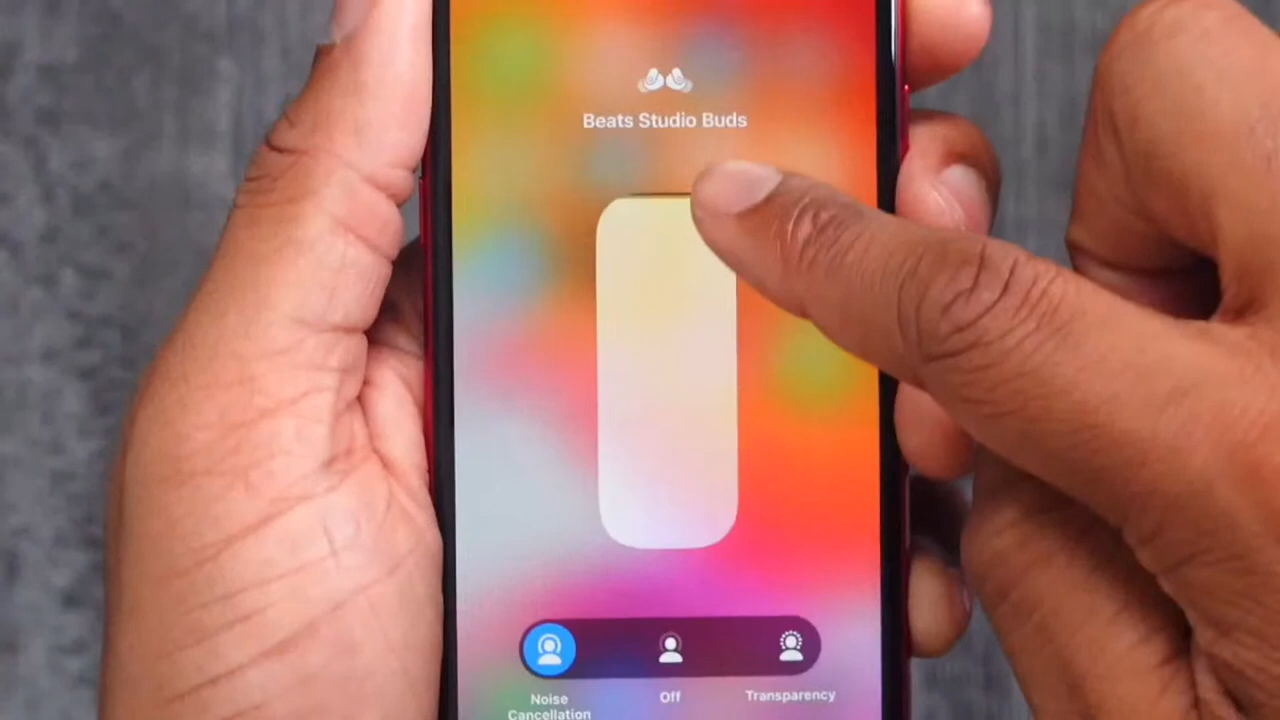 Beats Studio Buds
Noise
Cancellation
Off
Transparency